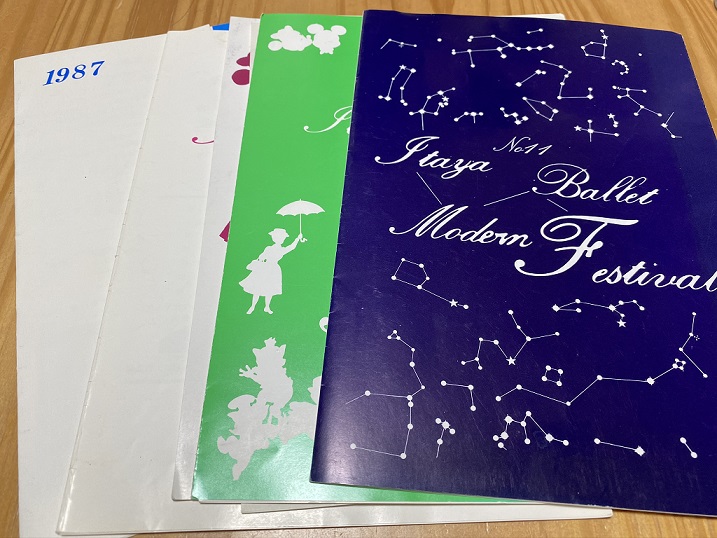 1987
No11
Itaya
Ballet
Modern
Festival